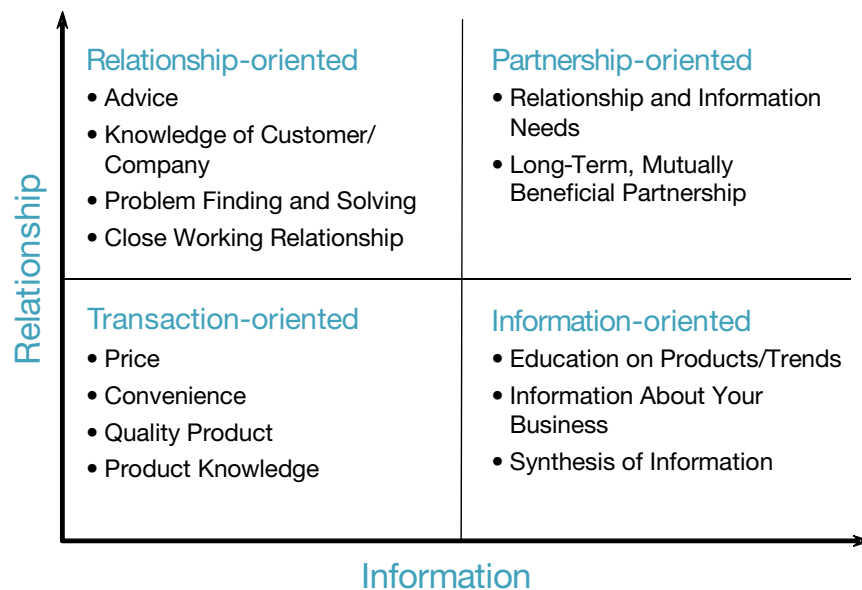 Relationship-oriented
• Advice
• Knowledge of Customer/
Company
• Problem Finding and Solving
• Close Working Relationship
Partnership-oriented
• Relationship and Information
Needs
• Long-Term, Mutually
Beneficial Partnership
Relationship
Transaction-oriented
• Price
• Convenience
• Quality Product
• Product Knowledge
Information-oriented
• Education on Products/Trends
• Information About Your
Business
• Synthesis of Information
Information